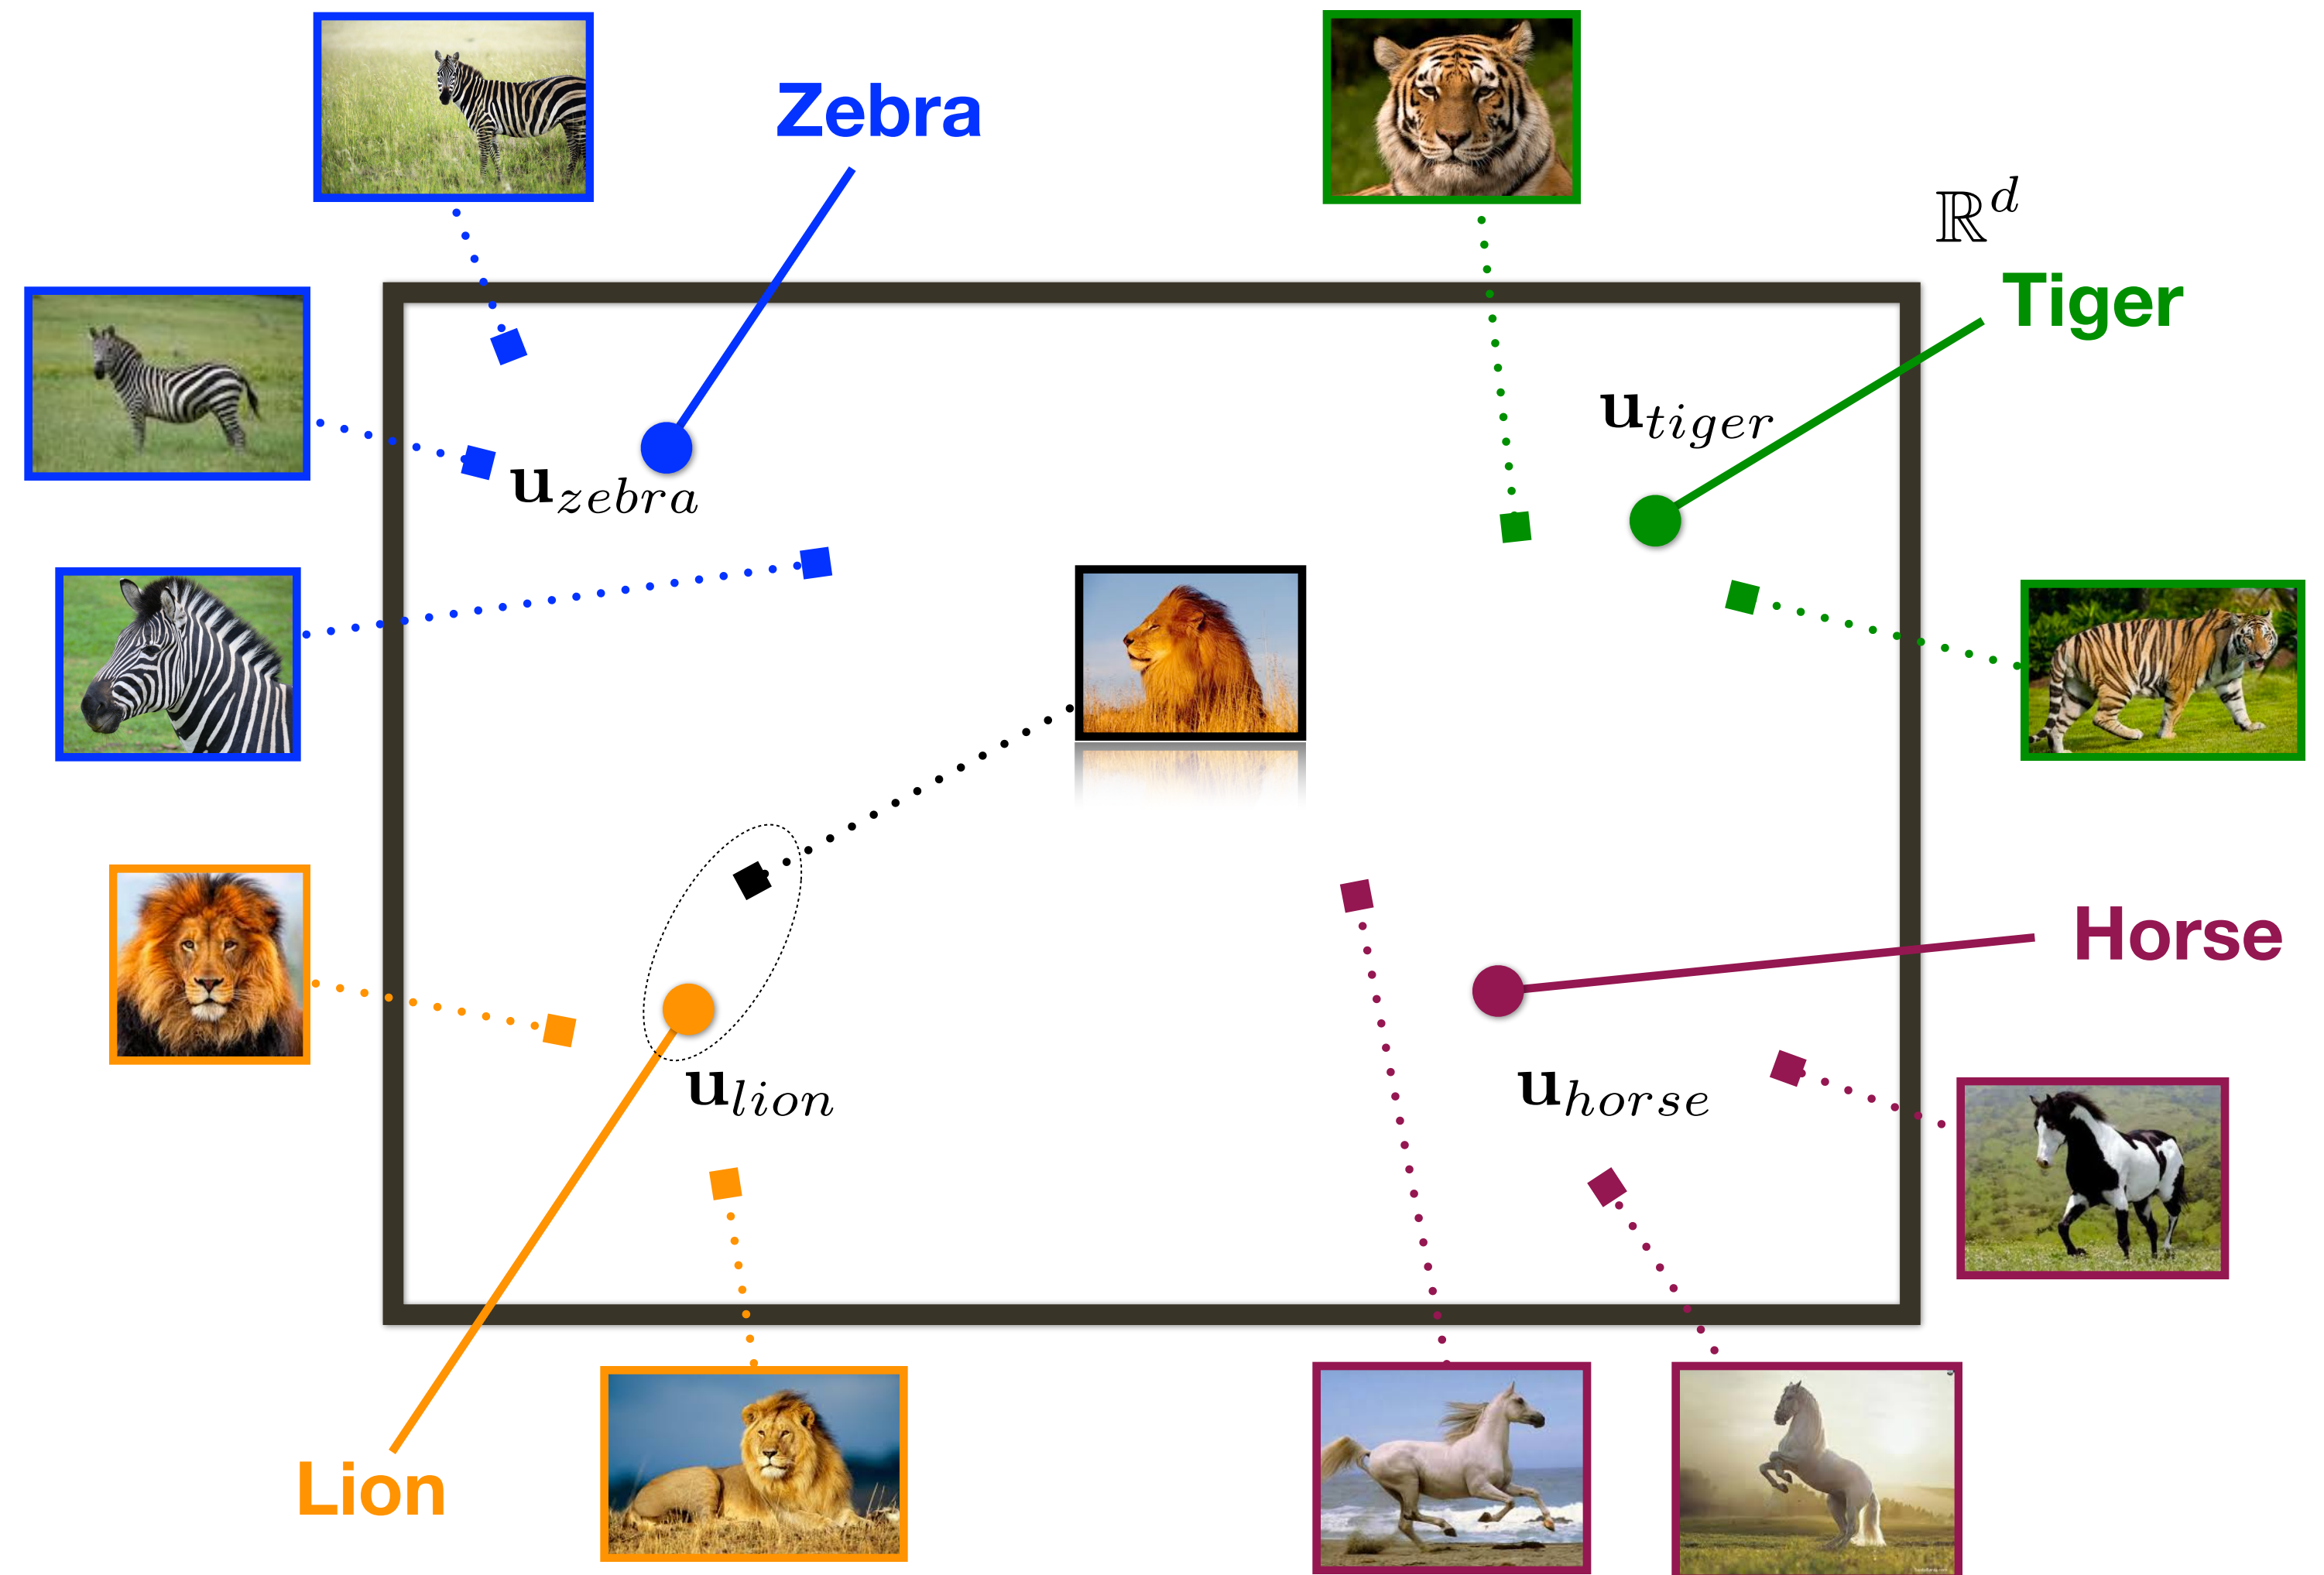 Zebra
ℝ^d
Tiger
u_tiger
u_zebra
Horse
u_lion
u_horse
Lion